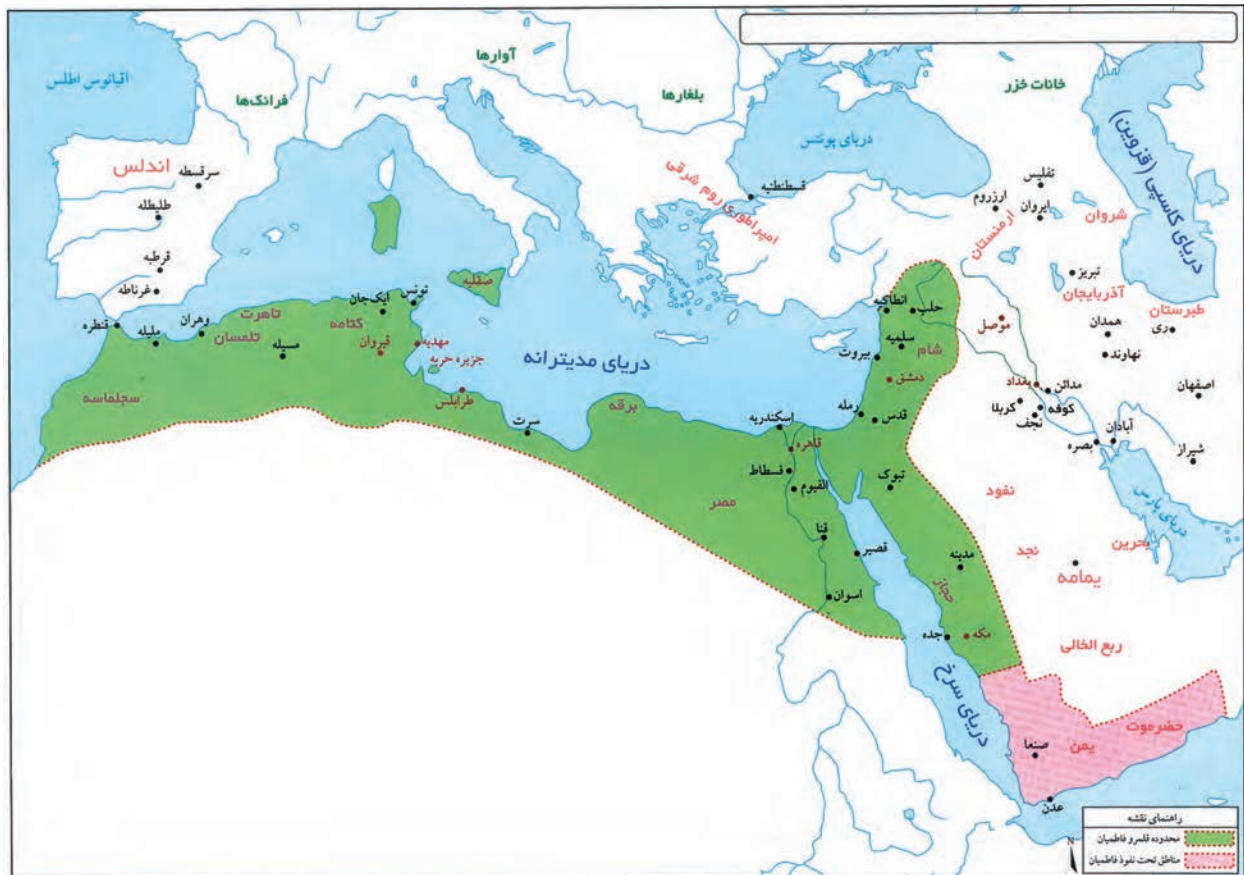 اقیانوس اطلس
فرانک‌ها
آوارها
بلغارها
خانات خزر
دریای پونتس
دریای کاسپی (قزوین)
اندلس
سرقسطه
طلیطله
قرطبه
غرناطه
قسطنطنیه
امپراطوری روم شرقی
ارزروم
ارمنستان
تفلیس
ایروان
شروان
تبریز
آذربایجان
طبرستان
ری
همدان
نهاوند
اصفهان
شیراز
موصل
بغداد
مدائن
کربلا
کوفه
نجف
بصره
آبادان
دریای پارس
صقلیه
تونس
ایک‌جان
کتامه
تاهرت
تلمسان
وهران
ملیله
قنطره
مسیله
قیروان
مهدیه
جزیره جربه
طرابلس
سجلماسه
سرت
برقه
دریای مدیترانه
انطاکیه
حلب
سلمیه
شام
بیروت
دمشق
رمله
قدس
اسکندریه
قاهره
فسطاط
الفیوم
مصر
قنا
قصیر
اسوان
تبوک
مدینه
حجاز
جده
مکه
دریای سرخ
نفود
نجد
بحرین
یمامه
ربع الخالی
حضرموت
یمن
صنعا
عدن
راهنمای نقشه
محدوده قلمرو فاطمیان
مناطق تحت نفوذ فاطمیان
N